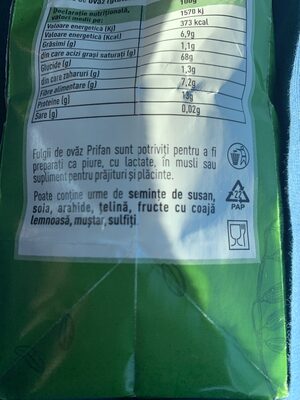 de ovăz
100g
Declarație nutrițională,
valori medii pe:
Valoare energetică (Kj) 1570 kj
Valoare energetică (Kcal) 373 kcal
Grăsimi (g) 6,9g
din care acizi grași saturați (g) 1,1g
Glucide (g) 68g
din care zaharuri (g) 1,3g
Fibre alimentare (g) 7,2g
Proteine (g) 13g
Sare (g) 0,02g
Fulgii de ovăz Prifan sunt potriviți pentru a fi
preparați ca piure, cu lactate, în musli sau
supliment pentru prăjituri și plăcinte.
Poate conține urme de semințe de susan,
soia, arahide, țelină, fructe cu coajă
lemnoasă, muștar, sulfiți.
PAP